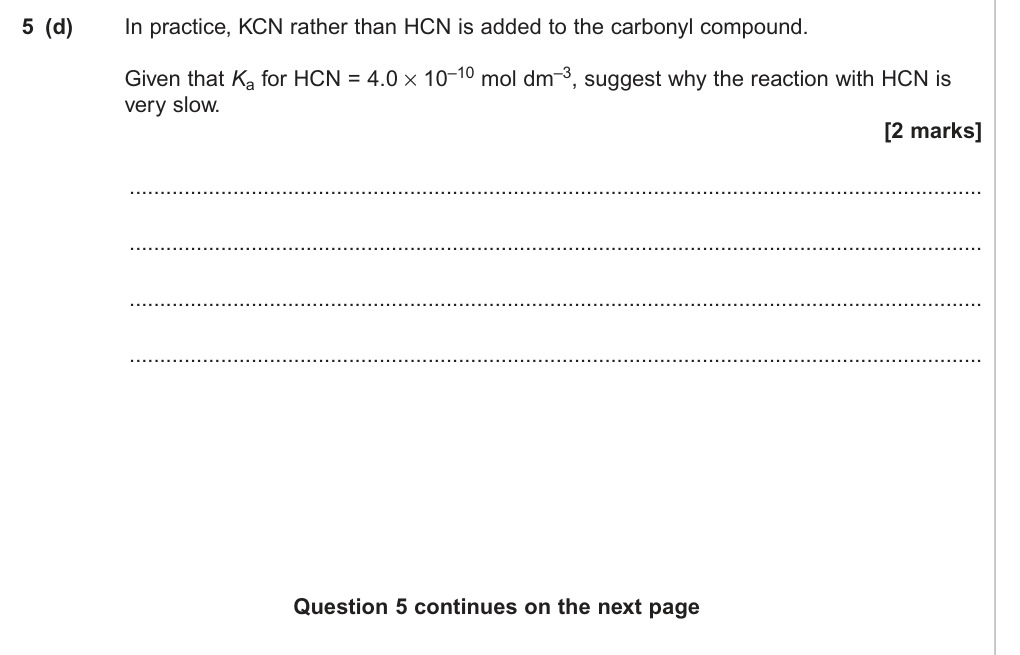 5 (d) In practice, KCN rather than HCN is added to the carbonyl compound.
Given that Kₐ for HCN = 4.0 × 10⁻¹⁰ mol dm⁻³, suggest why the reaction with HCN is
very slow.
[2 marks]
Question 5 continues on the next page